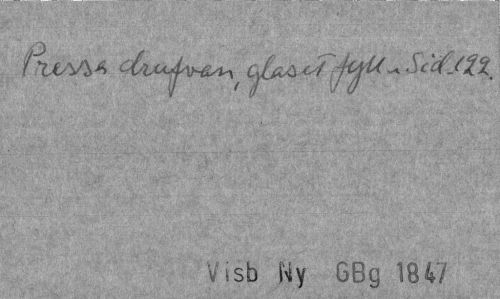 Pressa drufvan, glaset fyll. Sid. 122.
Visb Ny GBg 1847